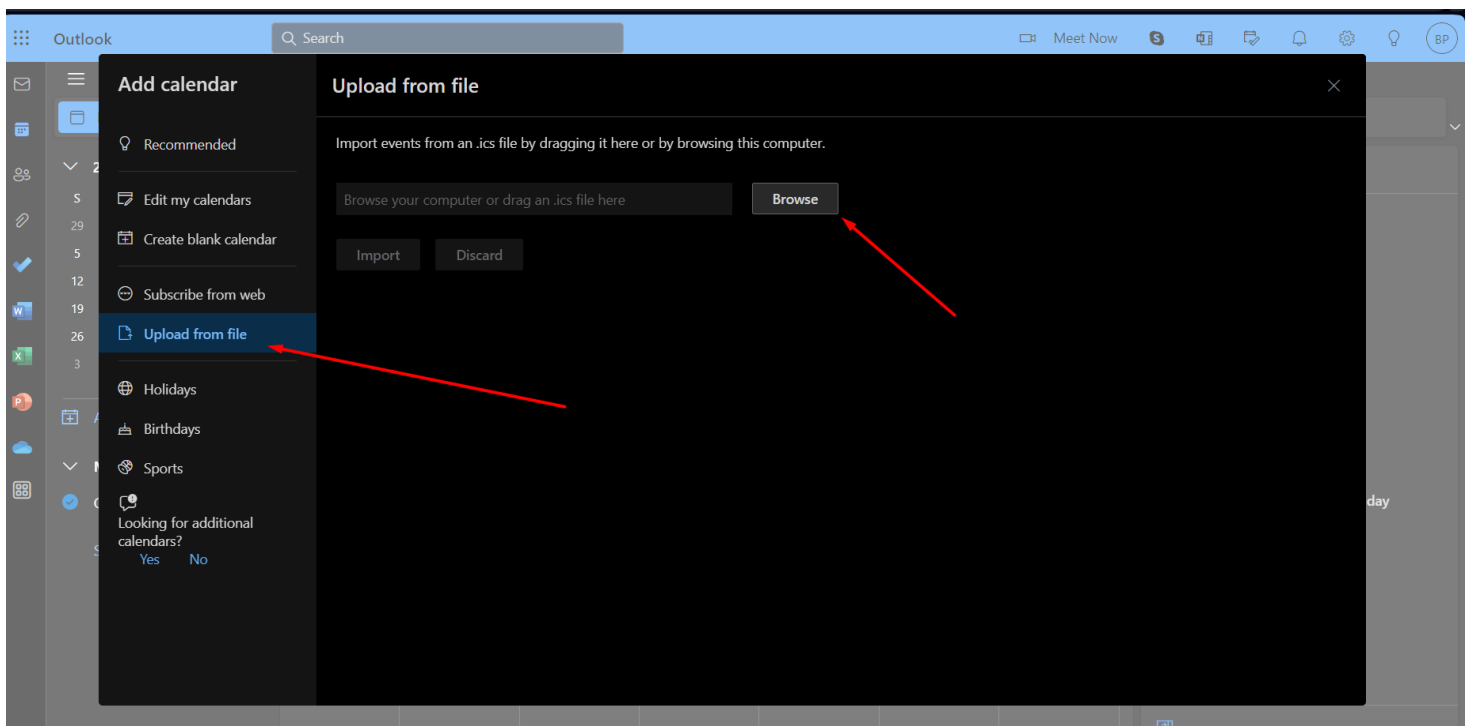 Outlook
Search
Meet Now
BP
Add calendar
Upload from file
Recommended
Import events from an .ics file by dragging it here or by browsing this computer.
2
S
Edit my calendars
Browse your computer or drag an .ics file here
Browse
29
Create blank calendar
5
Import
Discard
12
Subscribe from web
19
Upload from file
26
3
Holidays
Birthdays
Sports
day
Looking for additional
calendars?
Yes
No